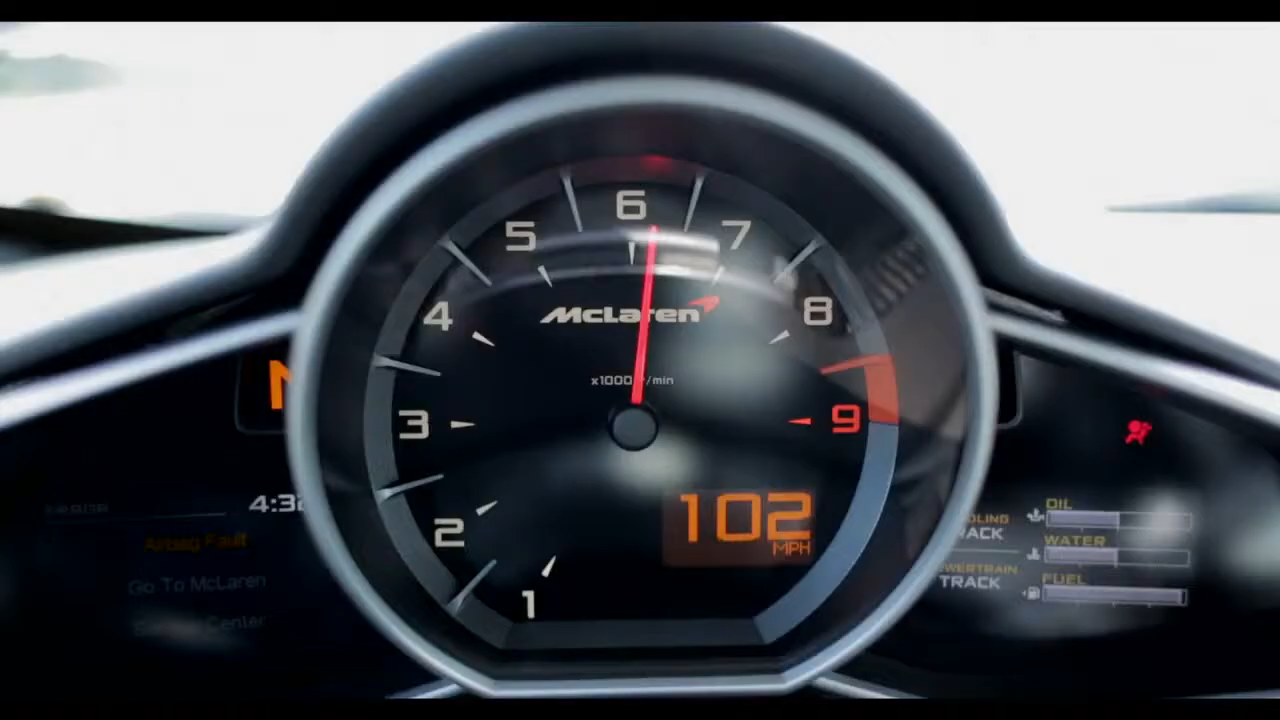 6
5
7
4
8
McLaren
x1000 r/min
3
9
4:32
102
MPH
2
1
Airbag Fault
Go To McLaren
Center
OIL
WATER
FUEL
TRACK